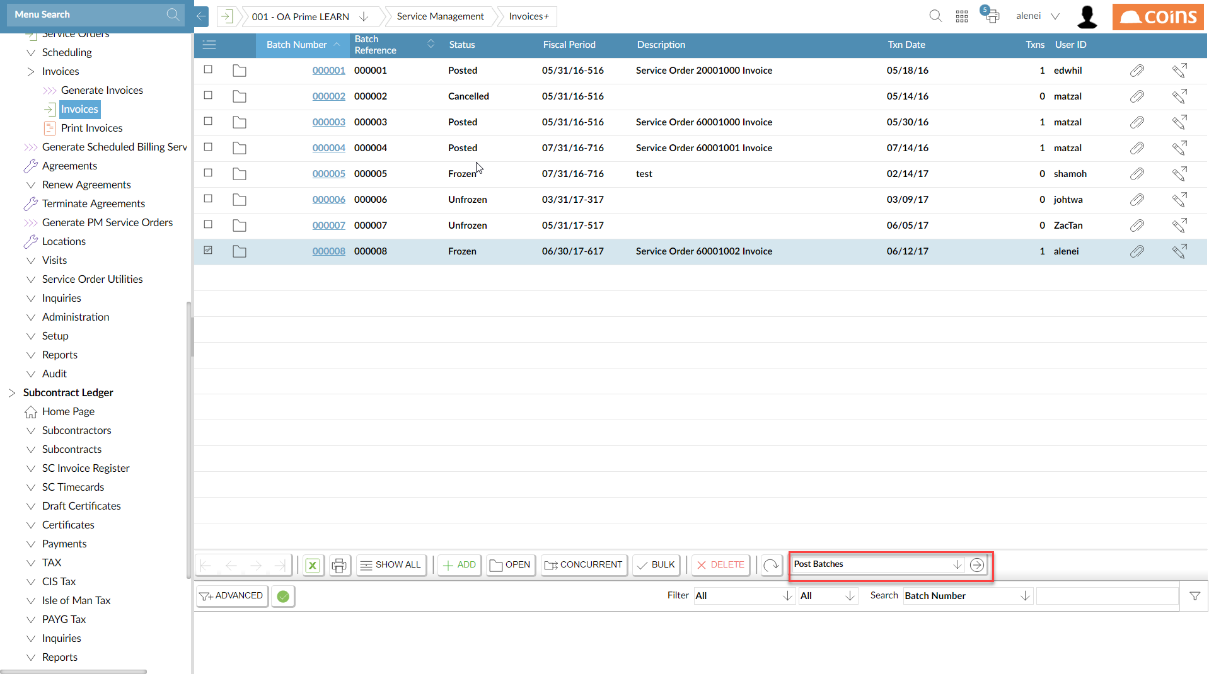 Menu Search
001 - OA Prime LEARN
Service Management
Invoices+
5
alenei
COINS
Service Orders
Scheduling
Invoices
Generate Invoices
Invoices
Print Invoices
Generate Scheduled Billing Serv
Agreements
Renew Agreements
Terminate Agreements
Generate PM Service Orders
Locations
Visits
Service Order Utilities
Inquiries
Administration
Setup
Reports
Audit
Subcontract Ledger
Home Page
Subcontractors
Subcontracts
SC Invoice Register
SC Timecards
Draft Certificates
Certificates
Payments
TAX
CIS Tax
Isle of Man Tax
PAYG Tax
Inquiries
Reports
Batch Number Batch Reference Status Fiscal Period Description Txn Date Txns User ID
000001 000001 Posted 05/31/16-516 Service Order 20001000 Invoice 05/18/16 1 edwhil
000002 000002 Cancelled 05/31/16-516 05/14/16 0 matzal
000003 000003 Posted 05/31/16-516 Service Order 60001000 Invoice 05/30/16 1 matzal
000004 000004 Posted 07/31/16-716 Service Order 60001001 Invoice 07/14/16 1 matzal
000005 000005 Frozen 07/31/16-716 test 02/14/17 0 shamoh
000006 000006 Unfrozen 03/31/17-317 03/09/17 0 johtwa
000007 000007 Unfrozen 05/31/17-517 06/05/17 0 ZacTan
000008 000008 Frozen 06/30/17-617 Service Order 60001002 Invoice 06/12/17 1 alenei
X SHOW ALL ADD OPEN CONCURRENT BULK DELETE Post Batches
ADVANCED Filter All All Search Batch Number